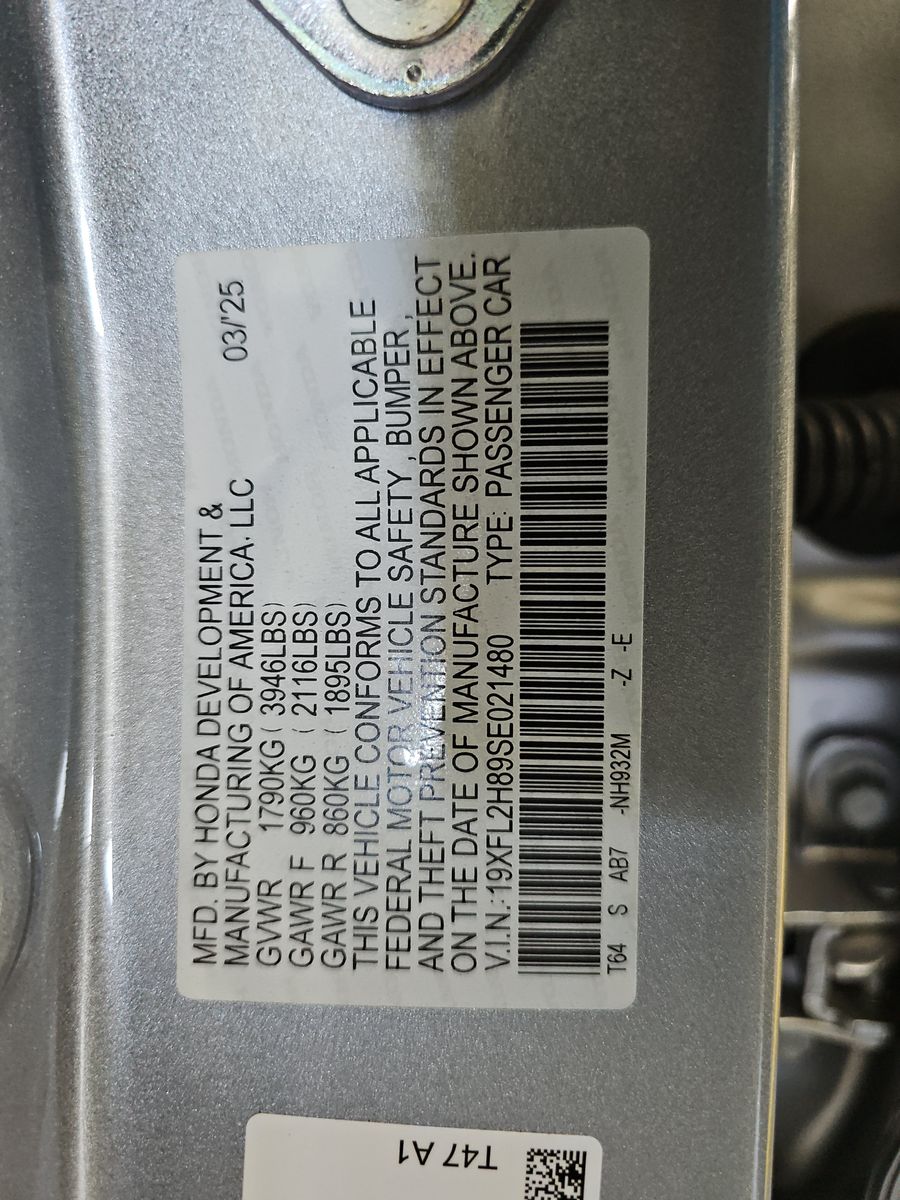 MFD. BY HONDA DEVELOPMENT & 03/'25
MANUFACTURING OF AMERICA, LLC
GVWR 1790KG ( 3946LBS)
GAWR F 960KG ( 2116LBS)
GAWR R 860KG ( 1895LBS)
THIS VEHICLE CONFORMS TO ALL APPLICABLE
FEDERAL MOTOR VEHICLE SAFETY , BUMPER ,
AND THEFT PREVENTION STANDARDS IN EFFECT
ON THE DATE OF MANUFACTURE SHOWN ABOVE.
V.I.N.:19XFL2H89SE021480 TYPE: PASSENGER CAR
T64 S AB7 -NH932M -Z -E
T47 A1